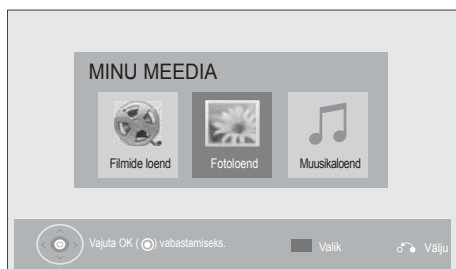 MINU MEEDIA
Filmide loend
Fotoloend
Muusikaloend
Vajuta OK ( ) vabastamiseks.
Valik
Välju